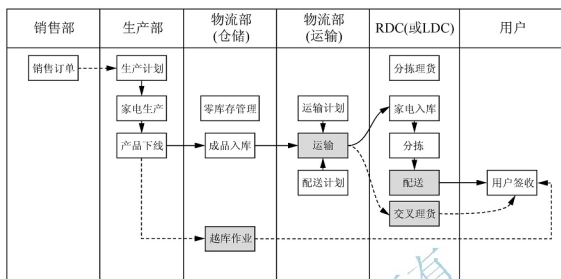 销售部 生产部 物流部 物流部 RDC(或LDC) 用户
(仓储) (运输)
销售订单 生产计划 分拣理货
家电生产 零库存管理 运输计划 家电入库
产品下线 成品入库 运输 分拣
配送计划 配送 用户签收
交叉理货
越库作业
有